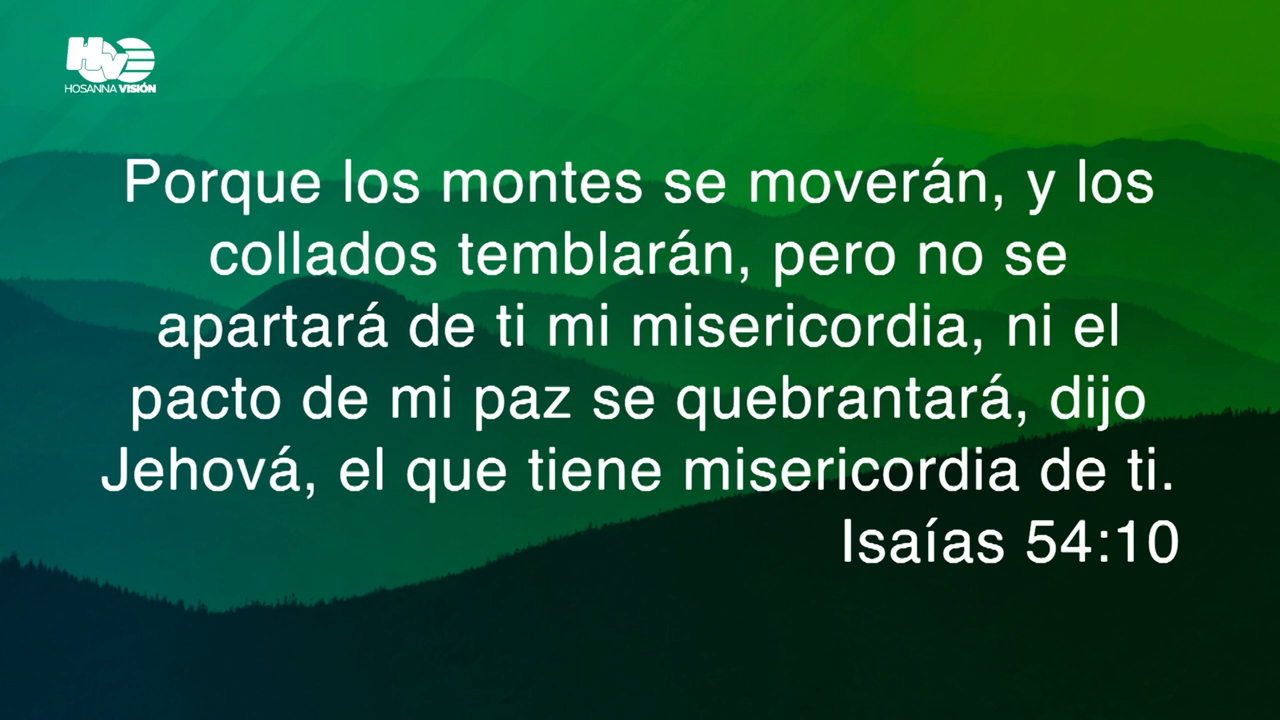 HVE
HOSANNA VISIÓN
Porque los montes se moverán, y los
collados temblarán, pero no se
apartará de ti mi misericordia, ni el
pacto de mi paz se quebrantará, dijo
Jehová, el que tiene misericordia de ti.
Isaías 54:10